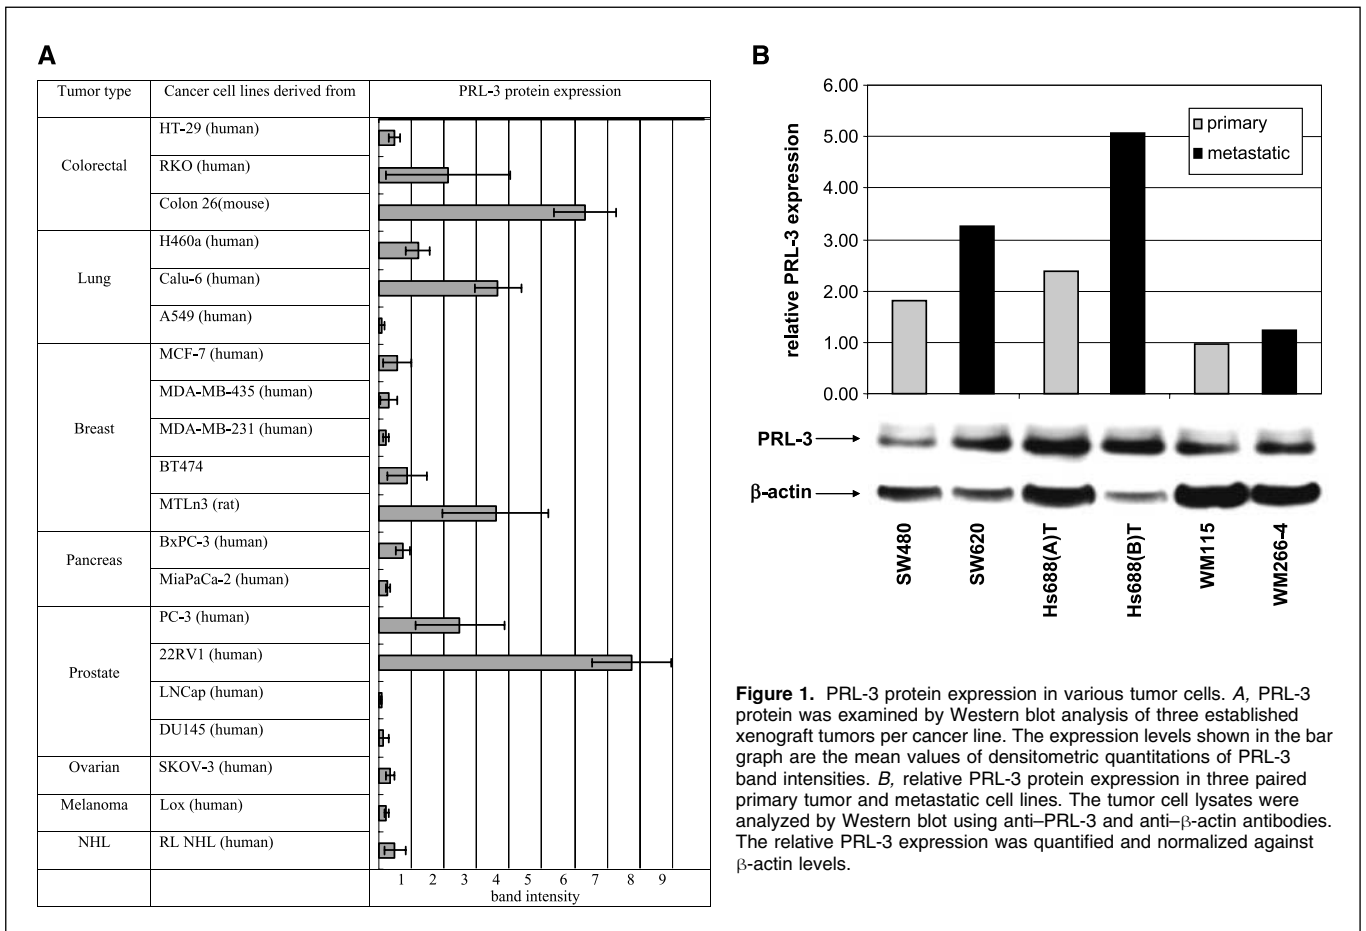 A
Tumor type Cancer cell lines derived from PRL-3 protein expression
Colorectal
HT-29 (human)
RKO (human)
Colon 26(mouse)
Lung
H460a (human)
Calu-6 (human)
A549 (human)
Breast
MCF-7 (human)
MDA-MB-435 (human)
MDA-MB-231 (human)
BT474
MTLn3 (rat)
Pancreas
BxPC-3 (human)
MiaPaCa-2 (human)
Prostate
PC-3 (human)
22RV1 (human)
LNCap (human)
DU145 (human)
Ovarian SKOV-3 (human)
Melanoma Lox (human)
NHL RL NHL (human)
1 2 3 4 5 6 7 8 9
band intensity
B
relative PRL-3 expression
6.00
5.00
4.00
3.00
2.00
1.00
0.00
primary
metastatic
PRL-3
β-actin
SW480
SW620
Hs688(A)T
Hs688(B)T
WM115
WM266-4
Figure 1. PRL-3 protein expression in various tumor cells. A, PRL-3
protein was examined by Western blot analysis of three established
xenograft tumors per cancer line. The expression levels shown in the bar
graph are the mean values of densitometric quantitations of PRL-3
band intensities. B, relative PRL-3 protein expression in three paired
primary tumor and metastatic cell lines. The tumor cell lysates were
analyzed by Western blot using anti–PRL-3 and anti–β-actin antibodies.
The relative PRL-3 expression was quantified and normalized against
β-actin levels.